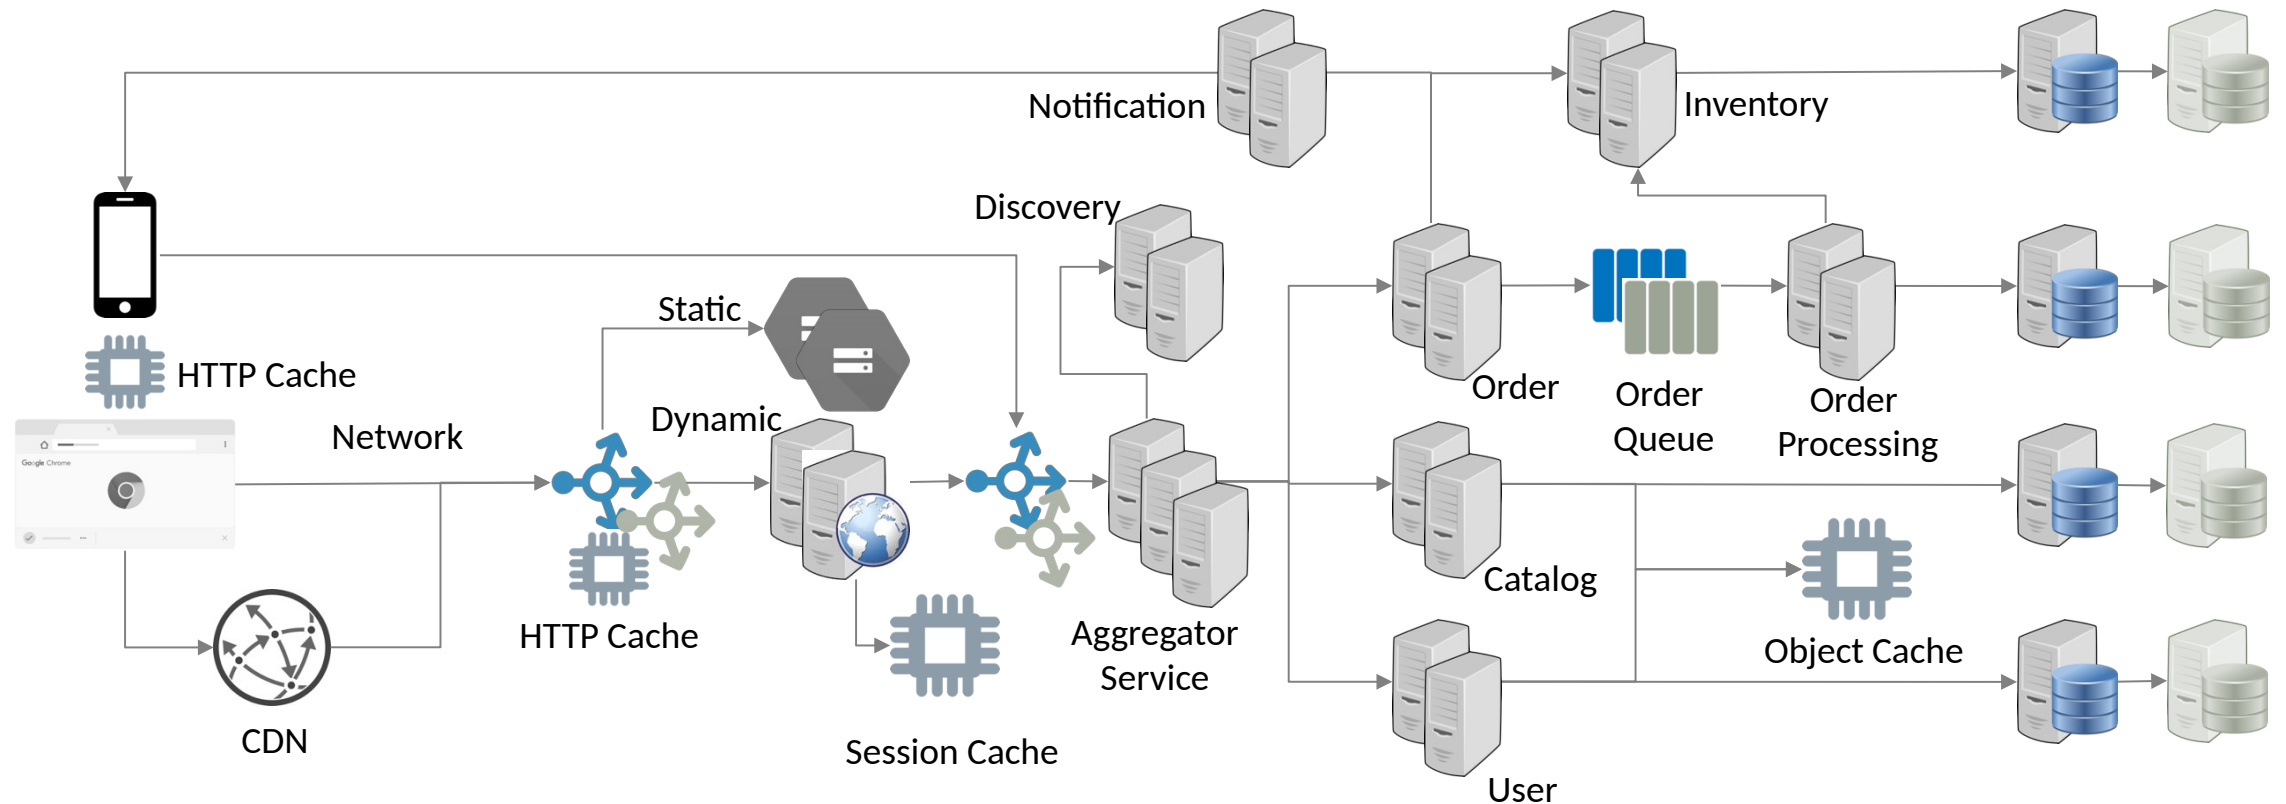 Notification
Inventory
Discovery
Static
HTTP Cache
Dynamic
Network
Google Chrome
Order
Order
Queue
Order
Processing
Catalog
HTTP Cache
Aggregator
Service
Object Cache
CDN
Session Cache
User